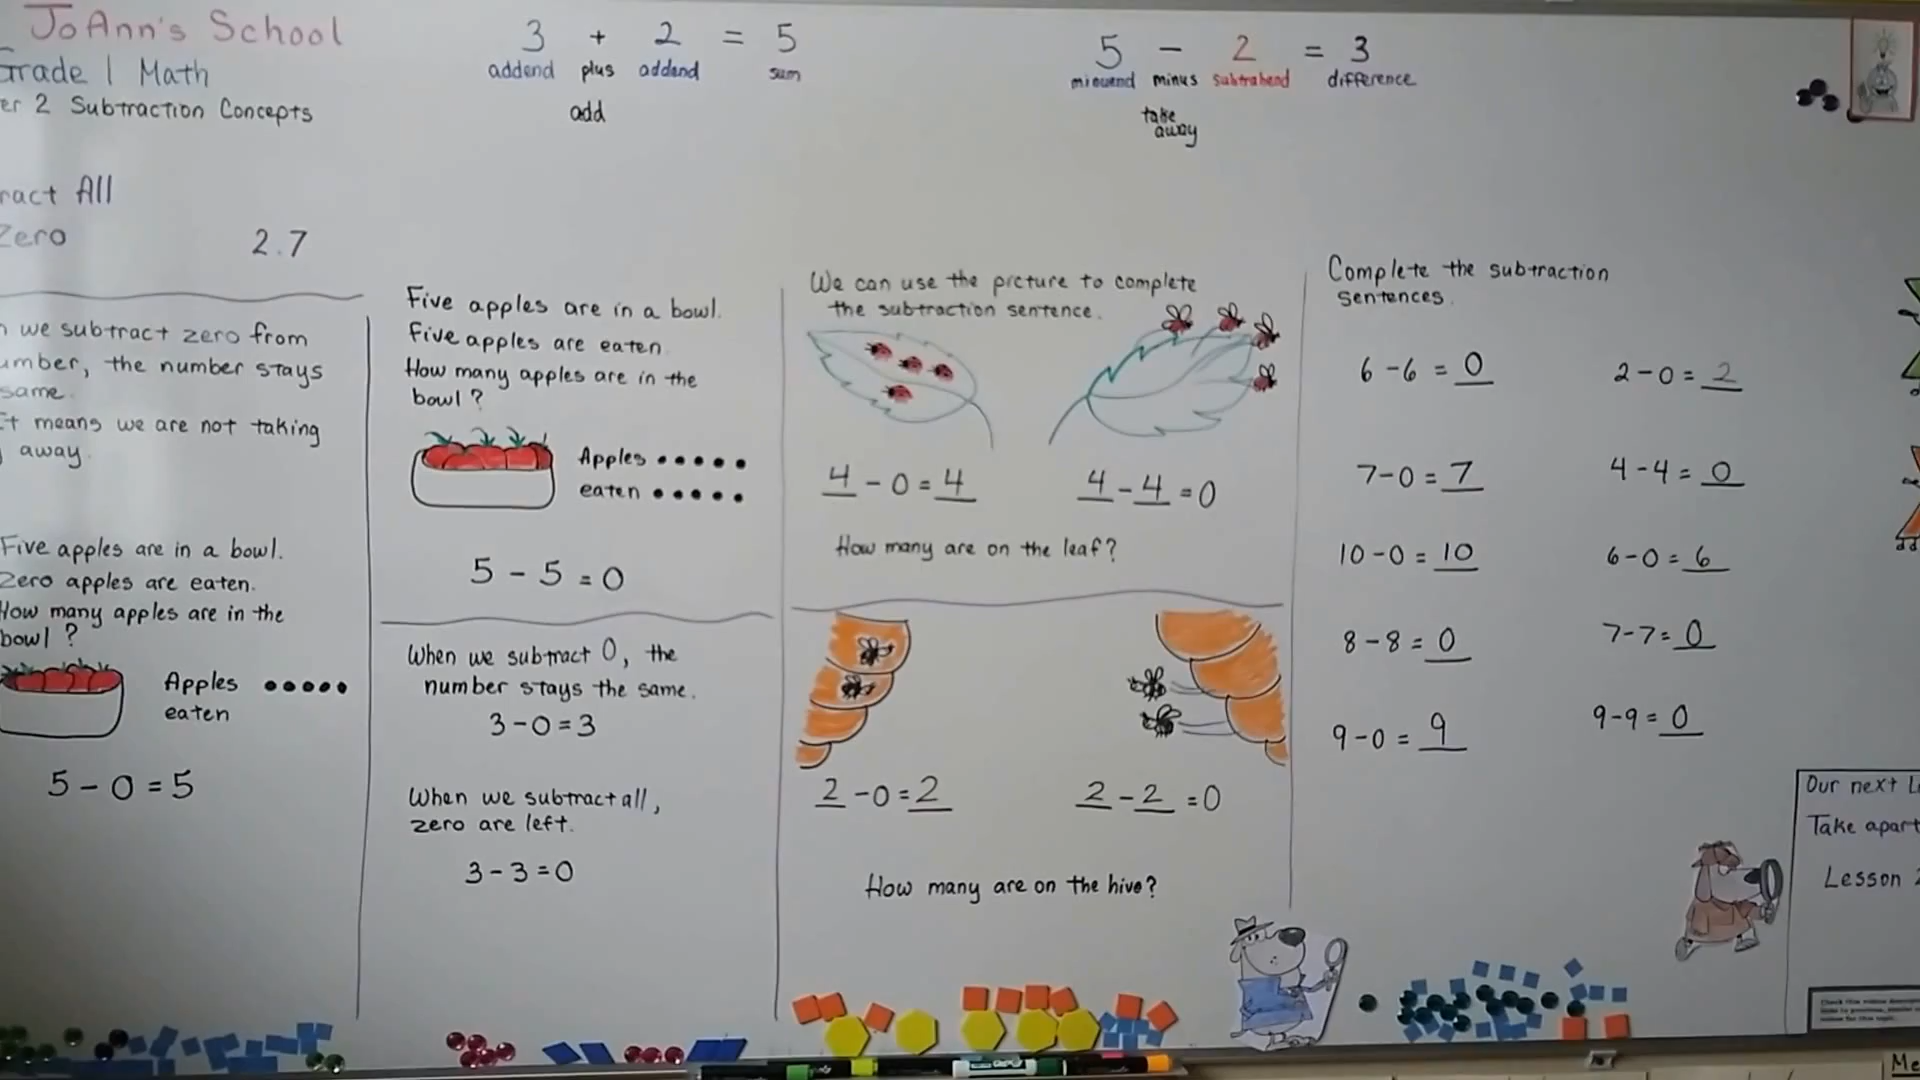 JoAnn's School
Grade 1 Math
er 2 Subtraction Concepts
3 + 2 = 5
addend plus addend sum
add
5 - 2 = 3
minuend minus subtrahend difference
take
away
ract All
Zero 2.7
we subtract zero from
umber, the number stays
same.
It means we are not taking
away.
Five apples are in a bowl.
Zero apples are eaten.
How many apples are in the
bowl?
Apples
eaten
5 - 0 = 5
Five apples are in a bowl.
Five apples are eaten.
How many apples are in the
bowl?
Apples
eaten
5 - 5 = 0
When we subtract 0, the
number stays the same.
3 - 0 = 3
When we subtract all,
zero are left.
3 - 3 = 0
We can use the picture to complete
the subtraction sentence.
4 - 0 = 4 4 - 4 = 0
How many are on the leaf?
2 - 0 = 2 2 - 2 = 0
How many are on the hive?
Complete the subtraction
sentences.
6 - 6 = 0 2 - 0 = 2
7 - 0 = 7 4 - 4 = 0
10 - 0 = 10 6 - 0 = 6
8 - 8 = 0 7 - 7 = 0
9 - 0 = 9 9 - 9 = 0
Our next L
Take apart
Lesson 2
Me